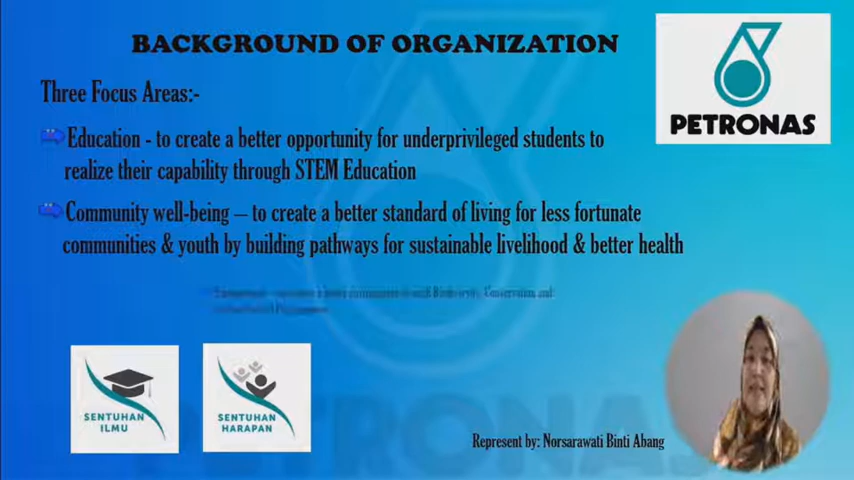 BACKGROUND OF ORGANIZATION
PETRONAS
Three Focus Areas:-
Education - to create a better opportunity for underprivileged students to
realize their capability through STEM Education
Community well-being – to create a better standard of living for less fortunate
communities & youth by building pathways for sustainable livelihood & better health
SENTUHAN
ILMU
SENTUHAN
HARAPAN
Represent by: Norsarawati Binti Abang
PETRONAS